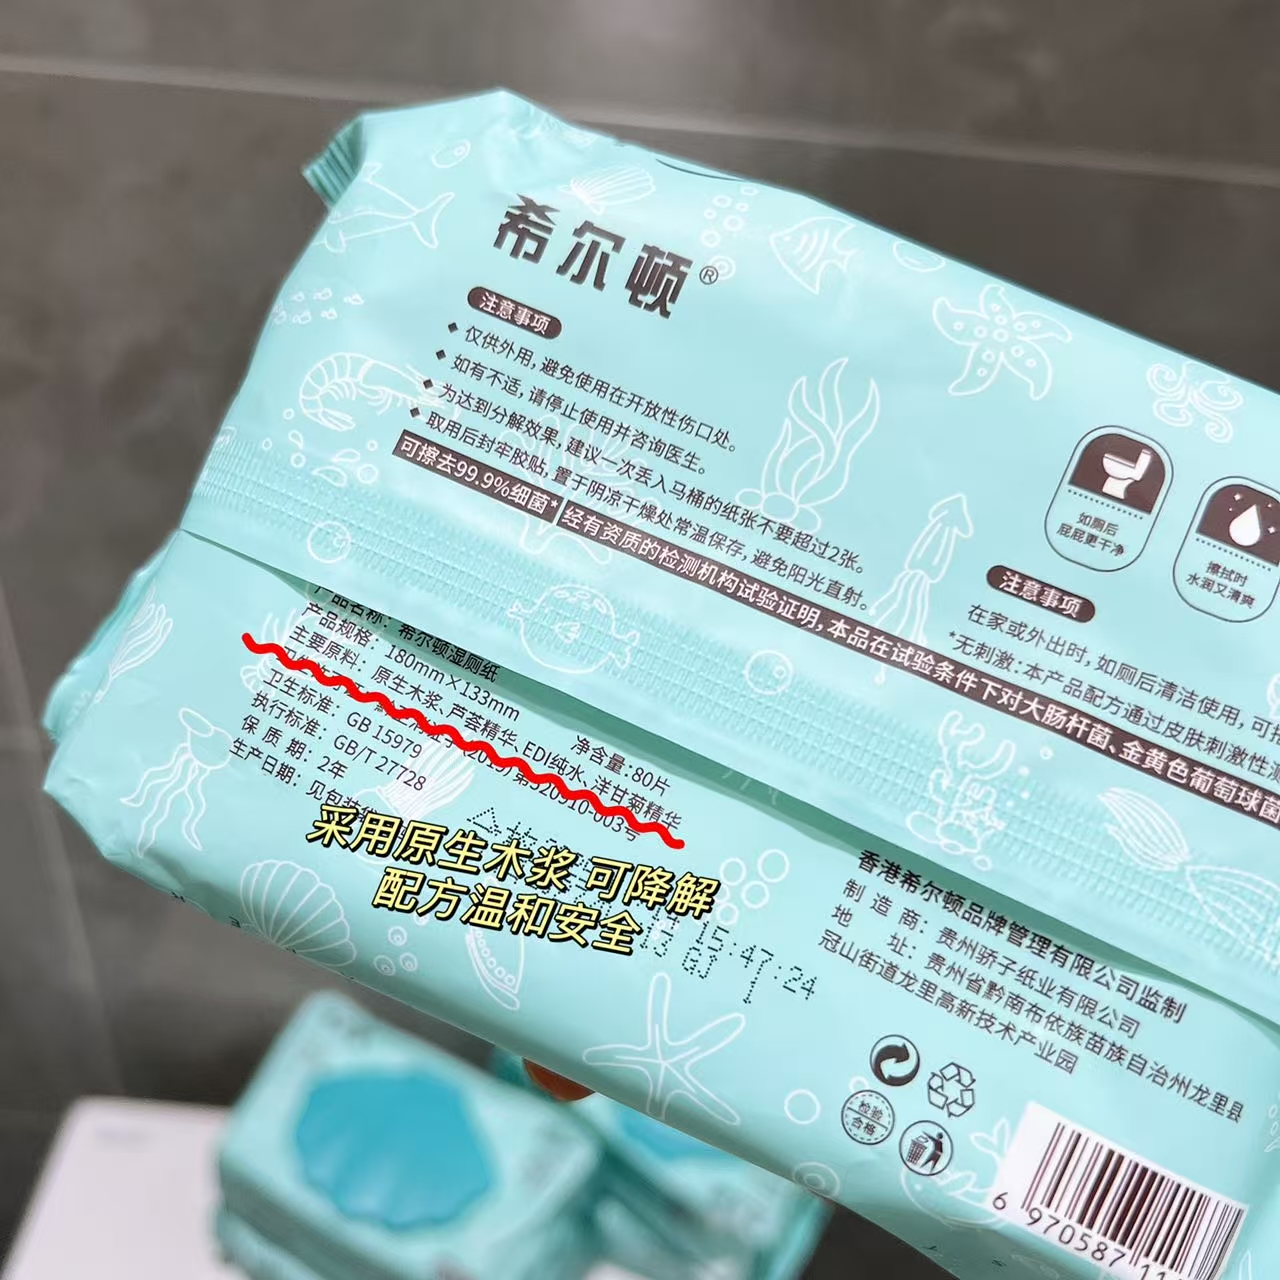 希尔顿®
注意事项
仅供外用，避免使用在开放性伤口处。
如有不适，请停止使用并咨询医生。
为达到分解效果，建议一次丢入马桶的纸张不要超过2张。
取用后封牢胶贴，置于阴凉干燥处常温保存，避免阳光直射。
可擦去99.9%细菌* 经有资质的检测机构试验证明，本品在试验条件下对大肠杆菌、金黄色葡萄球菌
如厕后
屁屁更干净
擦拭时
水润又清爽
注意事项
在家或外出时，如厕后清洁使用，可
*无刺激：本产品配方通过皮肤刺激性
产品名称：希尔顿湿厕纸
产品规格：180mm×133mm
净含量：80片
主要原料：原生木浆、芦荟精华、EDI纯水、洋甘菊精华
卫生标准：GB 15979
执行标准：GB/T 27728
保质期：2年
生产日期：见包装
采用原生木浆 可降解
配方温和安全
15:47:24
香港希尔顿品牌管理有限公司监制
制造商：贵州骄子纸业有限公司
地址：贵州省黔南布依族苗族自治州龙里县
冠山街道龙里高新技术产业园
检验
合格
6 970587 11